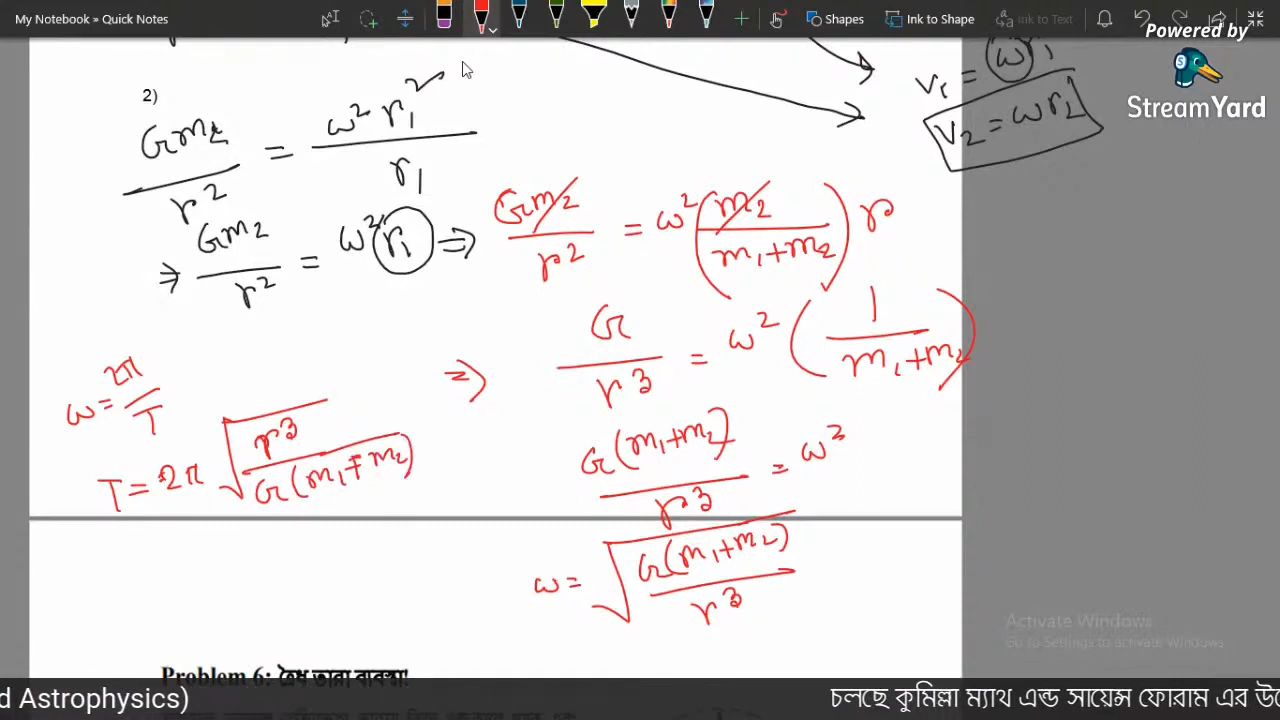 My Notebook » Quick Notes
Shapes
Ink to Shape
Ink to Text
Powered by
StreamYard
v₁ = ωr₁
v₂ = ωr₂
2)
Gm₂/r² = ω²r₁²/r₁
⇒ Gm₂/r² = ω²r₁ ⇒ Gm₂/r² = ω²(m₂/(m₁+m₂)) r
⇒ G/r³ = ω²(1/(m₁+m₂))
ω = 2π/T
G(m₁+m₂)/r³ = ω²
T = 2π √(r³/G(m₁+m₂))
ω = √(G(m₁+m₂)/r³)
Activate Windows
Go to Settings to activate Windows.
Problem 6:
d Astrophysics)
চলছে কুমিল্লা ম্যাথ এন্ড সায়েন্স ফোরাম এর